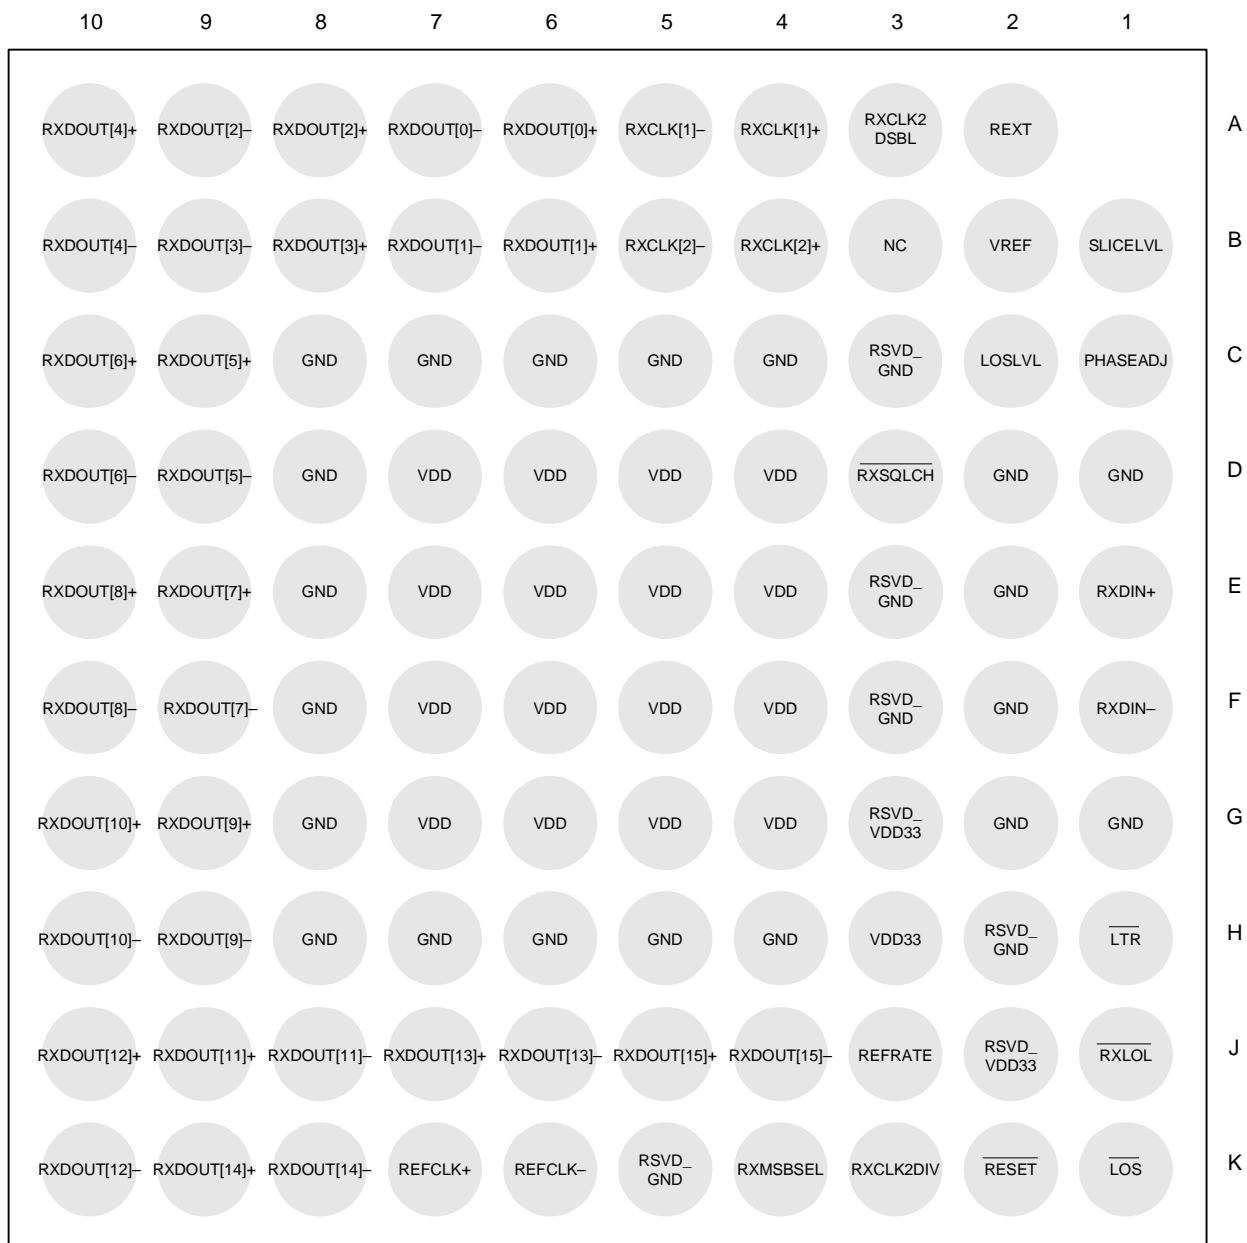 10 9 8 7 6 5 4 3 2 1
RXDOUT[4]+ RXDOUT[2]– RXDOUT[2]+ RXDOUT[0]– RXDOUT[0]+ RXCLK[1]– RXCLK[1]+ RXCLK2 DSBL REXT A
RXDOUT[4]– RXDOUT[3]– RXDOUT[3]+ RXDOUT[1]– RXDOUT[1]+ RXCLK[2]– RXCLK[2]+ NC VREF SLICELVL B
RXDOUT[6]+ RXDOUT[5]+ GND GND GND GND GND RSVD_ GND LOSLVL PHASEADJ C
RXDOUT[6]– RXDOUT[5]– GND VDD VDD VDD VDD RXSQLCH GND GND D
RXDOUT[8]+ RXDOUT[7]+ GND VDD VDD VDD VDD RSVD_ GND GND RXDIN+ E
RXDOUT[8]– RXDOUT[7]– GND VDD VDD VDD VDD RSVD_ GND GND RXDIN– F
RXDOUT[10]+ RXDOUT[9]+ GND VDD VDD VDD VDD RSVD_ VDD33 GND GND G
RXDOUT[10]– RXDOUT[9]– GND GND GND GND GND VDD33 RSVD_ GND LTR H
RXDOUT[12]+ RXDOUT[11]+ RXDOUT[11]– RXDOUT[13]+ RXDOUT[13]– RXDOUT[15]+ RXDOUT[15]– REFRATE RSVD_ VDD33 RXLOL J
RXDOUT[12]– RXDOUT[14]+ RXDOUT[14]– REFCLK+ REFCLK– RSVD_ GND RXMSBSEL RXCLK2DIV RESET LOS K